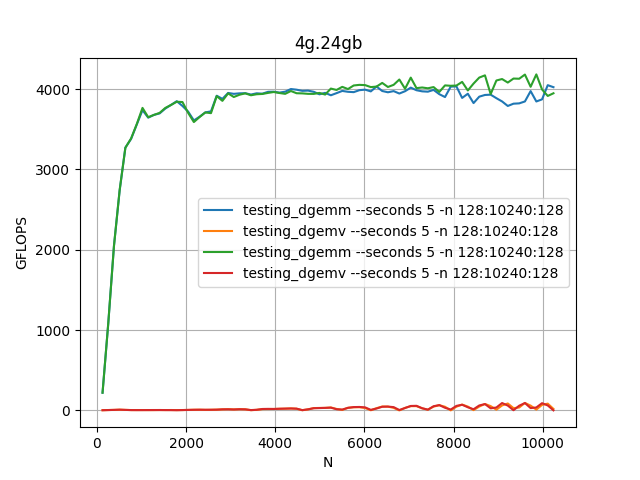 4g.24gb
4000
3000
2000
1000
0
GFLOPS
testing_dgemm --seconds 5 -n 128:10240:128
testing_dgemv --seconds 5 -n 128:10240:128
testing_dgemm --seconds 5 -n 128:10240:128
testing_dgemv --seconds 5 -n 128:10240:128
0 2000 4000 6000 8000 10000
N